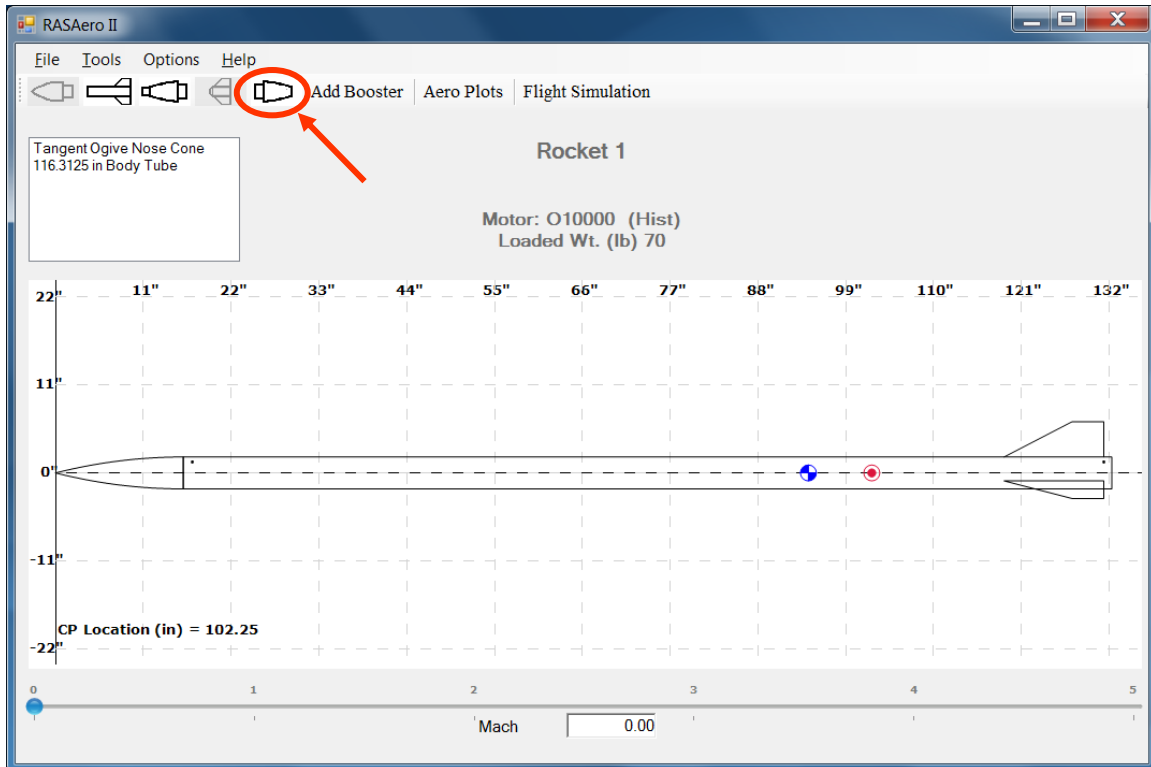 RASAero II
File Tools Options Help
Add Booster Aero Plots Flight Simulation
Tangent Ogive Nose Cone
116.3125 in Body Tube
Rocket 1
Motor: O10000 (Hist)
Loaded Wt. (lb) 70
22" 11" 22" 33" 44" 55" 66" 77" 88" 99" 110" 121" 132"
11"
0"
-11"
CP Location (in) = 102.25
-22"
0 1 2 3 4 5
Mach 0.00